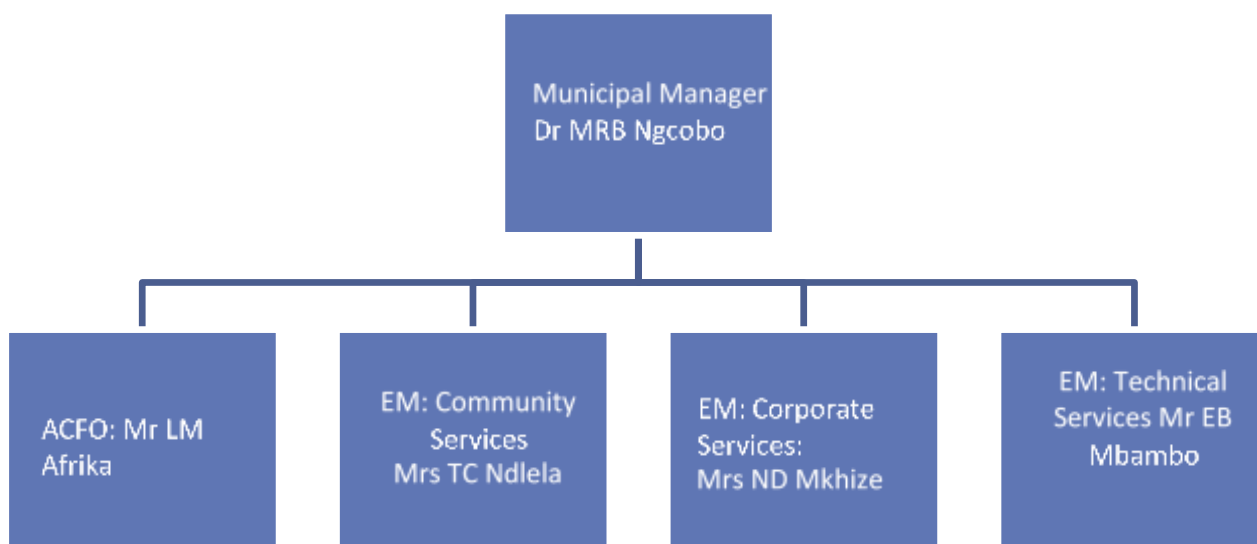 Municipal Manager
Dr MRB Ngcobo
ACFO: Mr LM
Afrika
EM: Community
Services
Mrs TC Ndlela
EM: Corporate
Services:
Mrs ND Mkhize
EM: Technical
Services Mr EB
Mbambo